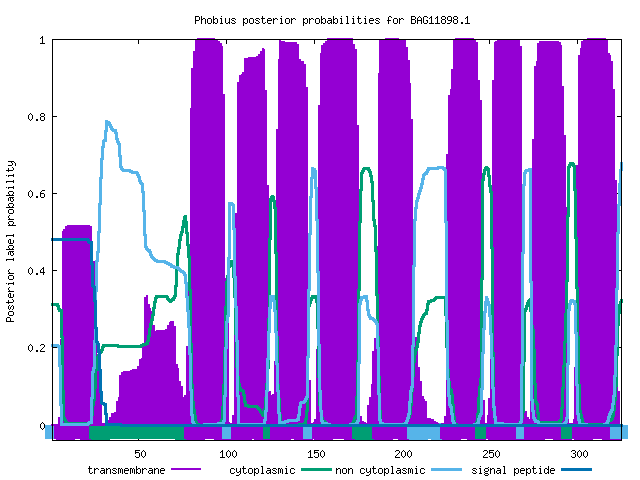 Phobius posterior probabilities for BAG11898.1
1
0.8
0.6
0.4
0.2
0
Posterior label probability
50 100 150 200 250 300
transmembrane cytoplasmic non cytoplasmic signal peptide